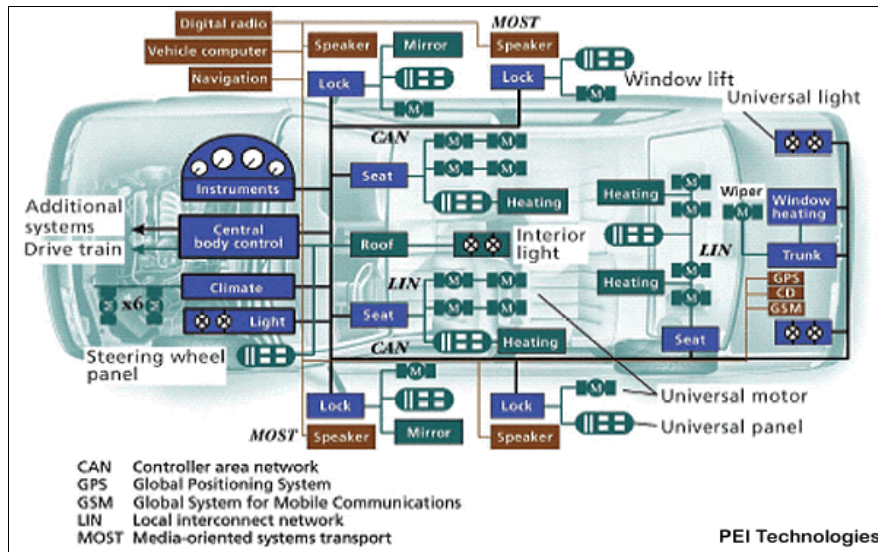 Digital radio
MOST
Speaker
Mirror
Speaker
Vehicle computer
Navigation
Lock
Lock
Window lift
M
M
Universal light
CAN
M M
Instruments
Seat
M M
Heating
Heating
M
M
Wiper
M
Window
heating
Additional
systems
Drive train
Central
body control
Roof
Interior
light
LIN
Trunk
Climate
LIN
M M
Heating
M
M
GPS
CD
GSM
M x6 M
Light
Seat
M M
CAN
Heating
Seat
Steering wheel
panel
M
M
Universal motor
Lock
Lock
Universal panel
MOST
Speaker
Mirror
Speaker
CAN Controller area network
GPS Global Positioning System
GSM Global System for Mobile Communications
LIN Local interconnect network
MOST Media-oriented systems transport
PEI Technologies